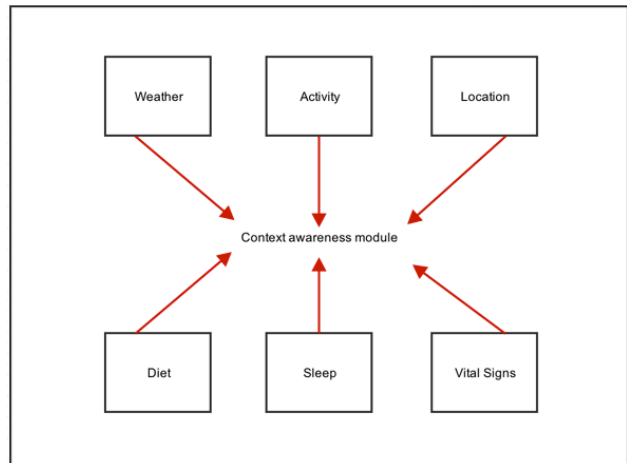 Weather
Activity
Location
Context awareness module
Diet
Sleep
Vital Signs